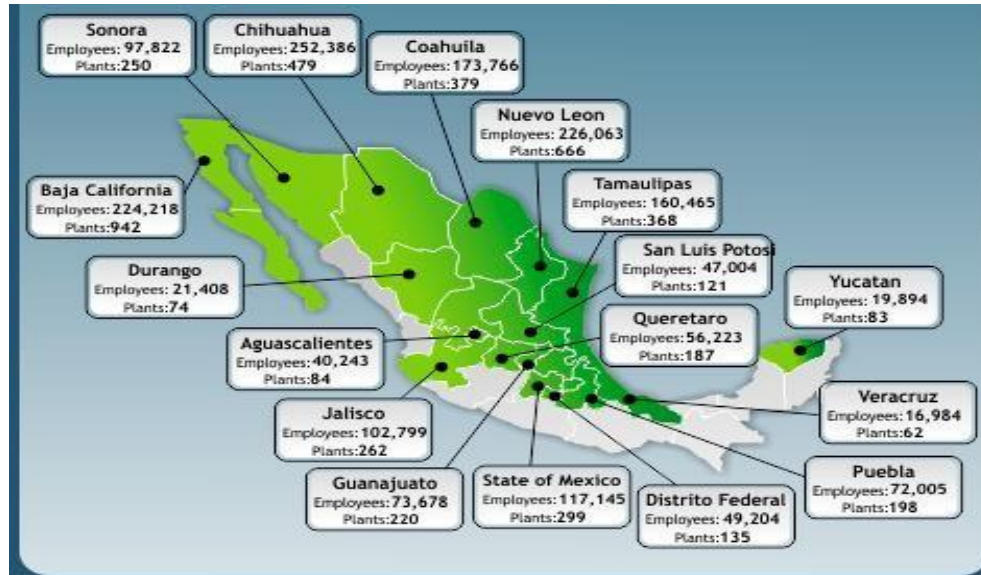 Sonora
Employees: 97,822
Plants:250
Chihuahua
Employees: 252,386
Plants:479
Coahuila
Employees: 173,766
Plants:379
Nuevo Leon
Employees: 226,063
Plants:666
Baja California
Employees: 224,218
Plants:942
Tamaulipas
Employees: 160,465
Plants:368
San Luis Potosi
Employees: 47,004
Plants:121
Durango
Employees: 21,408
Plants:74
Yucatan
Employees: 19,894
Plants:83
Queretaro
Employees:56,223
Plants:187
Aguascalientes
Employees: 40,243
Plants:84
Jalisco
Employees:102,799
Plants:262
Veracruz
Employees: 16,984
Plants:62
Guanajuato
Employees:73,678
Plants:220
State of Mexico
Employees:117,145
Plants:299
Distrito Federal
Employees: 49,204
Plants:135
Puebla
Employees:72,005
Plants:198